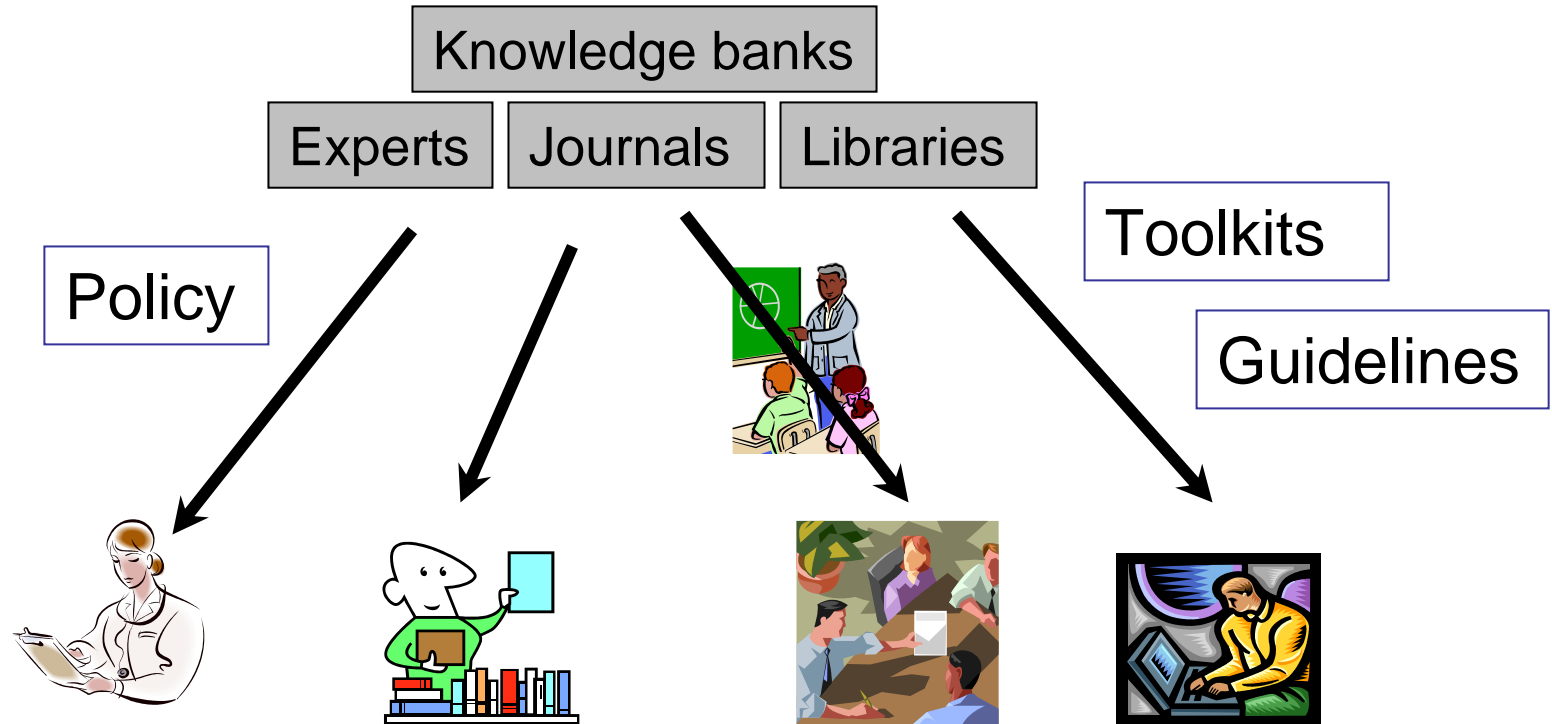 Knowledge banks
Experts
Journals
Libraries
Toolkits
Policy
Guidelines